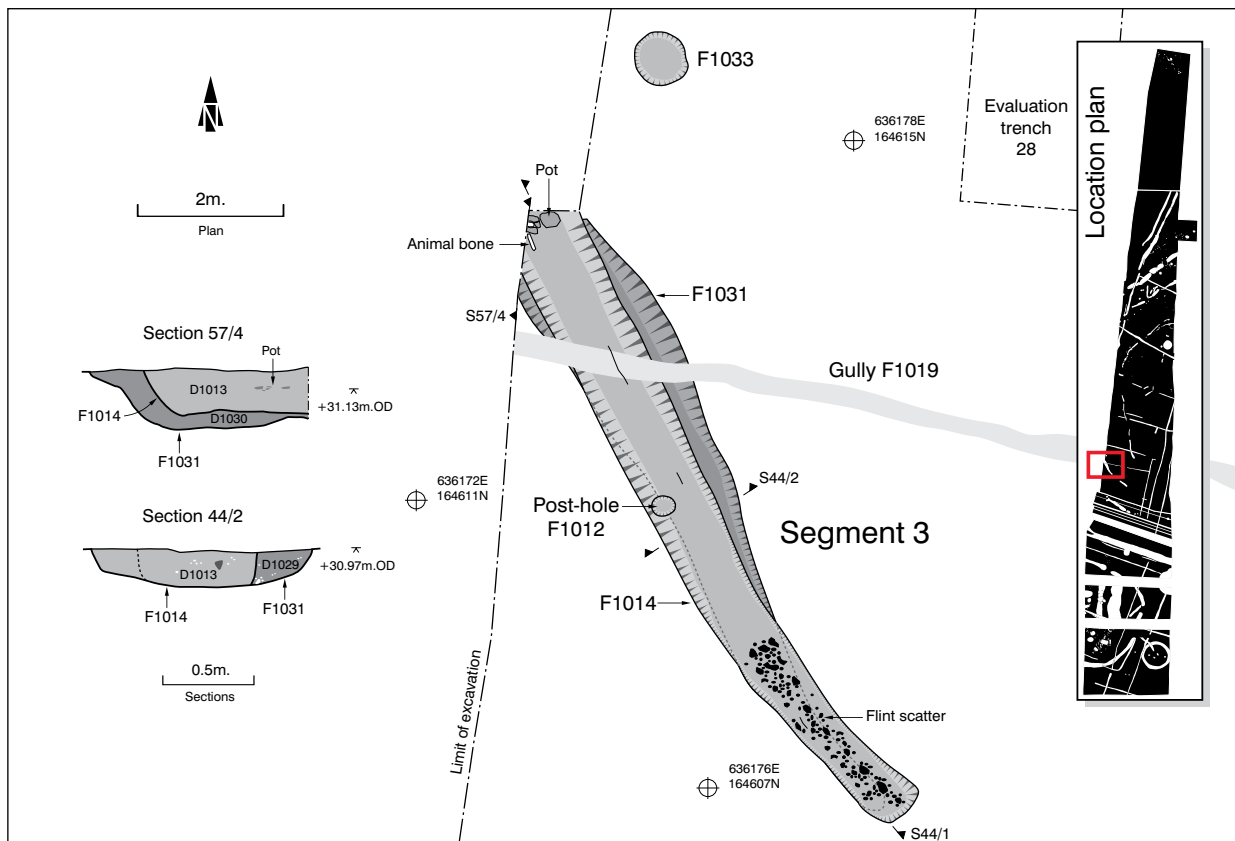 N
2m.
Plan
F1033
636178E
164615N
Evaluation
trench
28
Location plan
Pot
Animal bone
F1031
S57/4
Gully F1019
Section 57/4
Pot
D1013
D1030
F1014
F1031
+31.13m.OD
636172E
164611N
Section 44/2
D1013
D1029
+30.97m.OD
F1014
F1031
0.5m.
Sections
Post-hole
F1012
S44/2
Segment 3
F1014
Limit of excavation
Flint scatter
636176E
164607N
S44/1